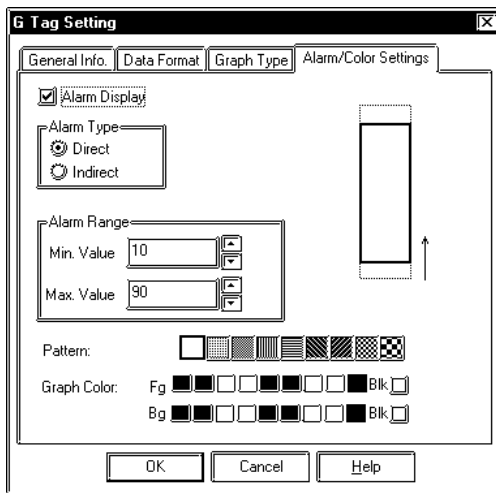 G Tag Setting
General Info. Data Format Graph Type Alarm/Color Settings
Alarm Display
Alarm Type
Direct
Indirect
Alarm Range
Min. Value 10
Max. Value 90
Pattern:
Graph Color: Fg Blk
Bg Blk
OK Cancel Help